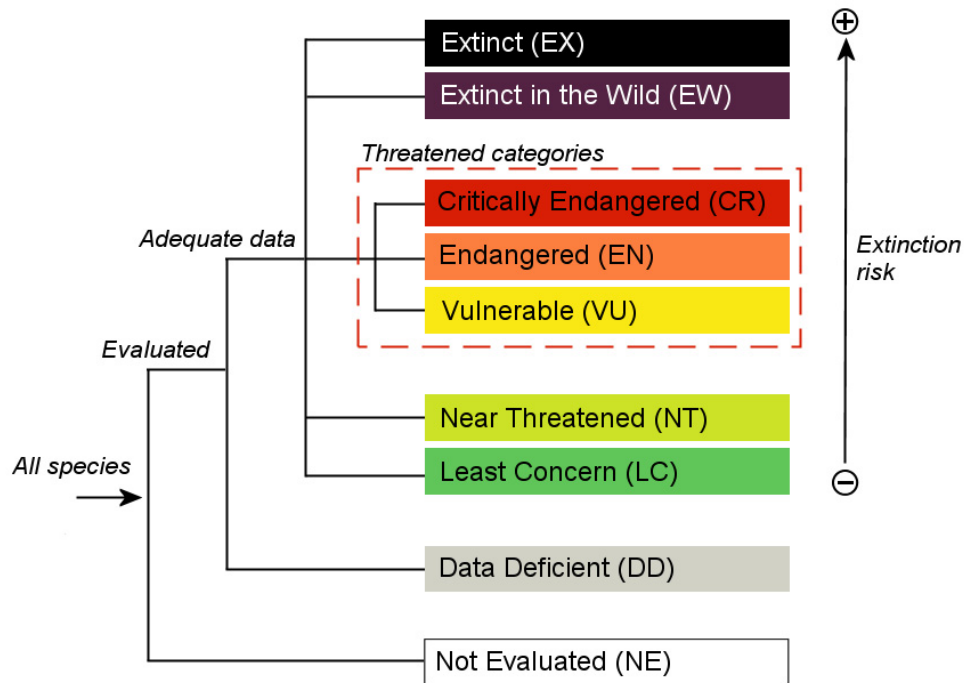 Extinct (EX)
Extinct in the Wild (EW)
Threatened categories
Critically Endangered (CR)
Adequate data
Endangered (EN)
Extinction
risk
Vulnerable (VU)
Evaluated
Near Threatened (NT)
All species
Least Concern (LC)
Data Deficient (DD)
Not Evaluated (NE)